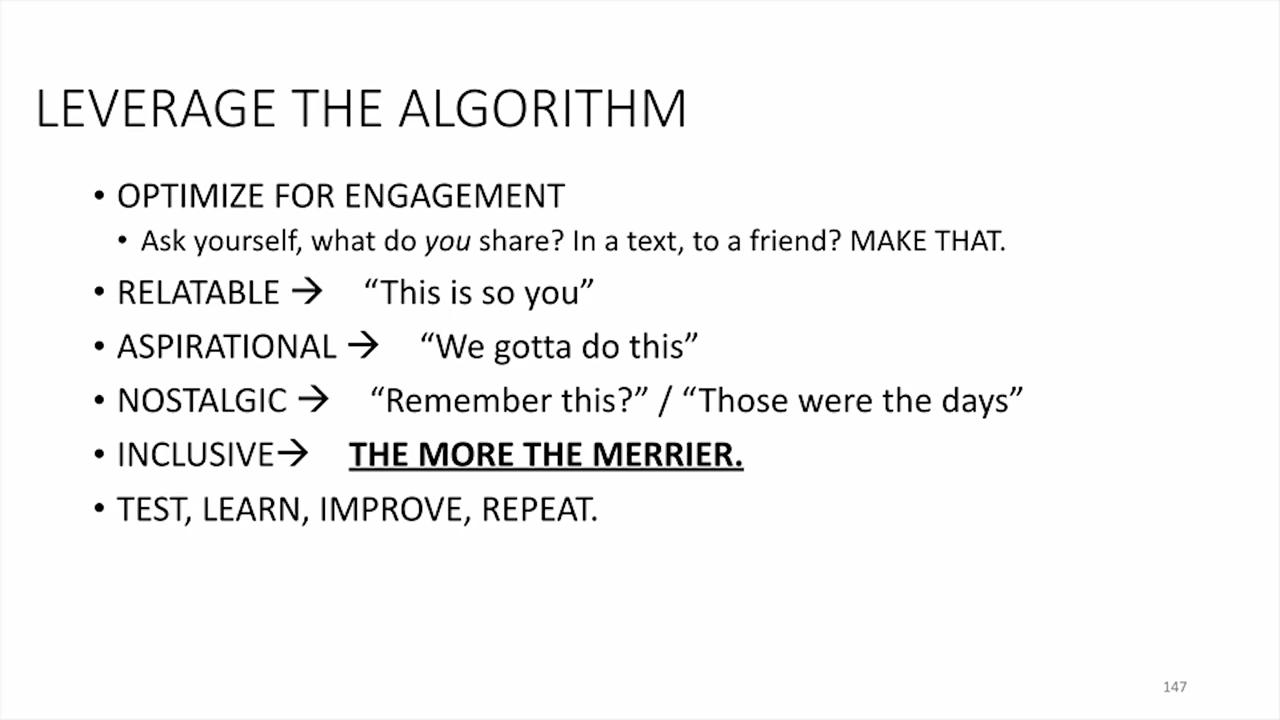 LEVERAGE THE ALGORITHM
• OPTIMIZE FOR ENGAGEMENT
• Ask yourself, what do you share? In a text, to a friend? MAKE THAT.
• RELATABLE → “This is so you”
• ASPIRATIONAL → “We gotta do this”
• NOSTALGIC → “Remember this?” / “Those were the days”
• INCLUSIVE→ THE MORE THE MERRIER.
• TEST, LEARN, IMPROVE, REPEAT.
147